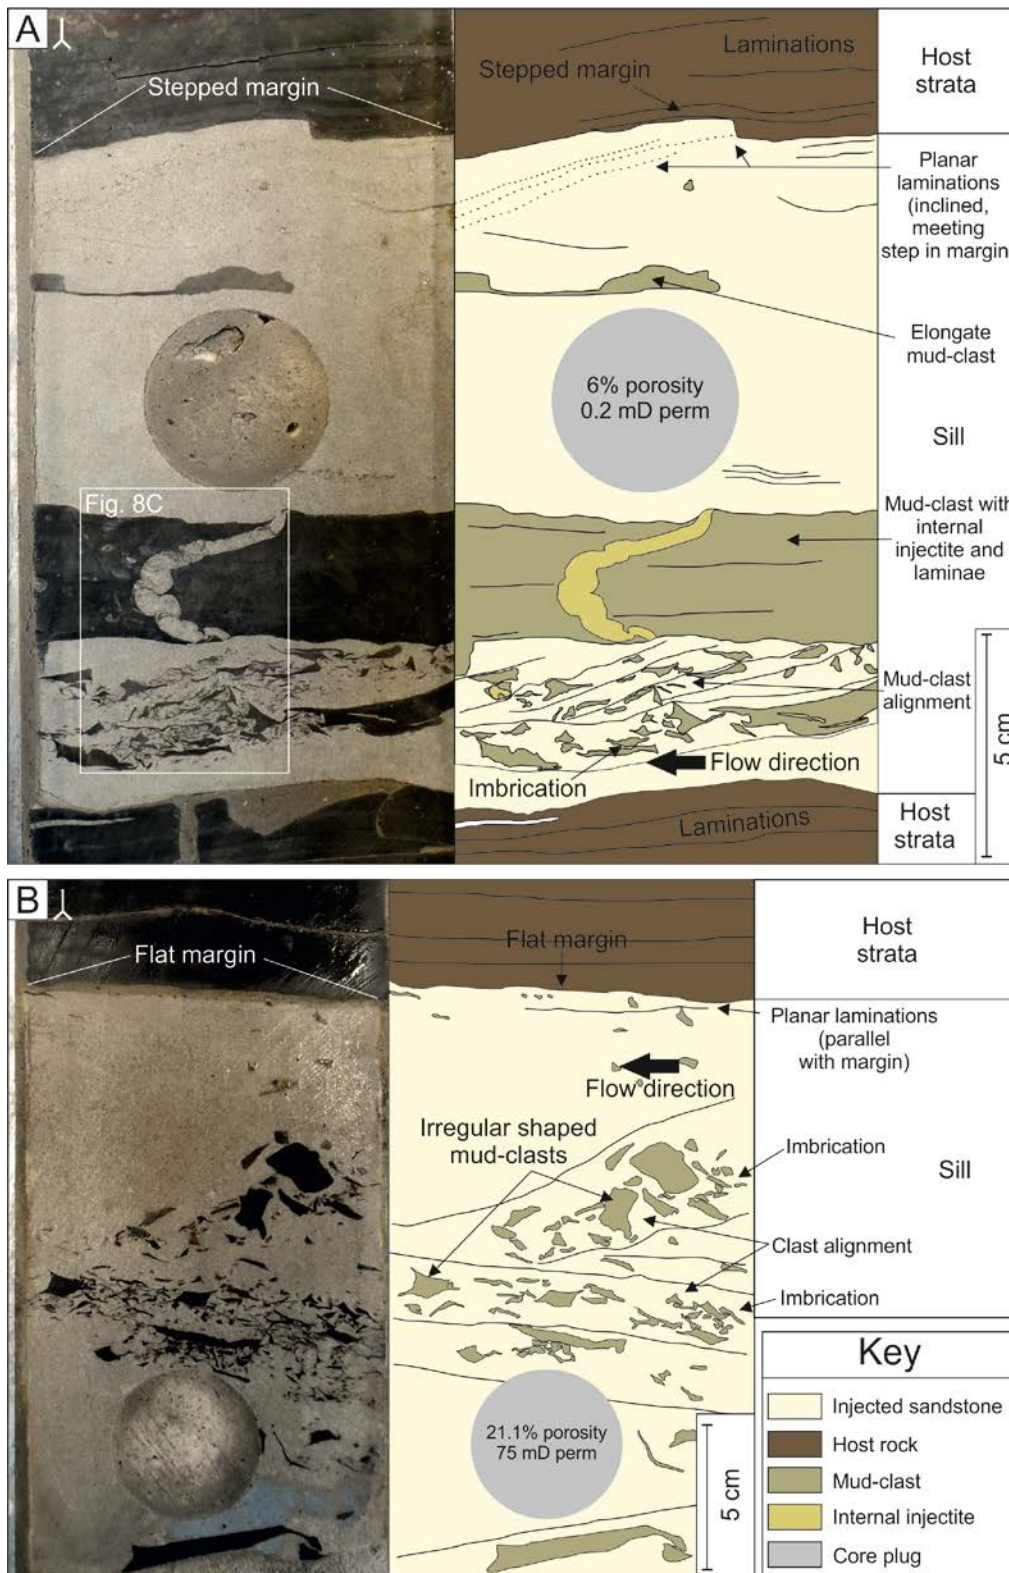 A
Stepped margin
Fig. 8C
Laminations
Stepped margin
6% porosity
0.2 mD perm
Imbrication
Flow direction
Laminations
Host
strata
Planar
laminations
(inclined,
meeting
step in margin
Elongate
mud-clast
Sill
Mud-clast with
internal
injectite and
laminae
Mud-clast
alignment
Host
strata
5 cm
B
Flat margin
Flat margin
Flow direction
Irregular shaped
mud-clasts
21.1% porosity
75 mD perm
5 cm
Host
strata
Planar laminations
(parallel
with margin)
Imbrication
Sill
Clast alignment
Imbrication
Key
Injected sandstone
Host rock
Mud-clast
Internal injectite
Core plug